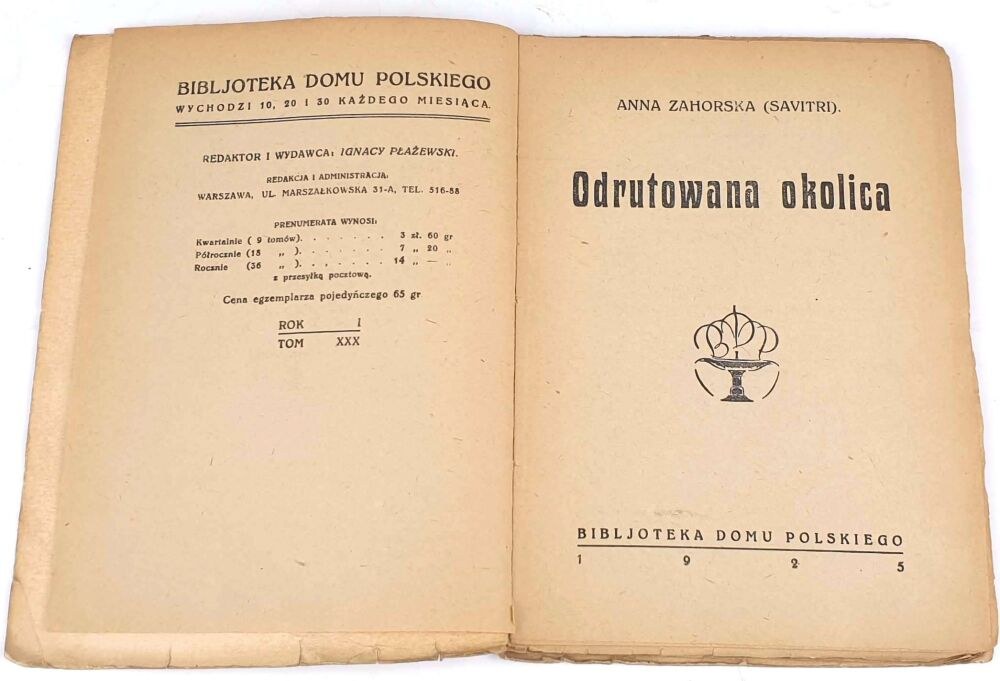 BIBLJOTEKA DOMU POLSKIEGO
WYCHODZI 10, 20 I 30 KAŻDEGO MIESIĄCA.
REDAKTOR I WYDAWCA: IGNACY PŁAŻEWSKI.
REDAKCJA I ADMINISTRACJA:
WARSZAWA, UL. MARSZAŁKOWSKA 31-A, TEL. 516-88
PRENUMERATA WYNOSI:
Kwartalnie ( 9 tomów). . . . . . . 3 zł. 60 gr
Półrocznie (18 „ ). . . . . . . 7 „ 20 „
Rocznie (36 „ ). . . . . . . 14 „ — „
z przesyłką pocztową.
Cena egzemplarza pojedyńczego 65 gr
ROK I
TOM XXX
ANNA ZAHORSKA (SAVITRI).
Odrutowana okolica
BIBLJOTEKA DOMU POLSKIEGO
1 9 2 5